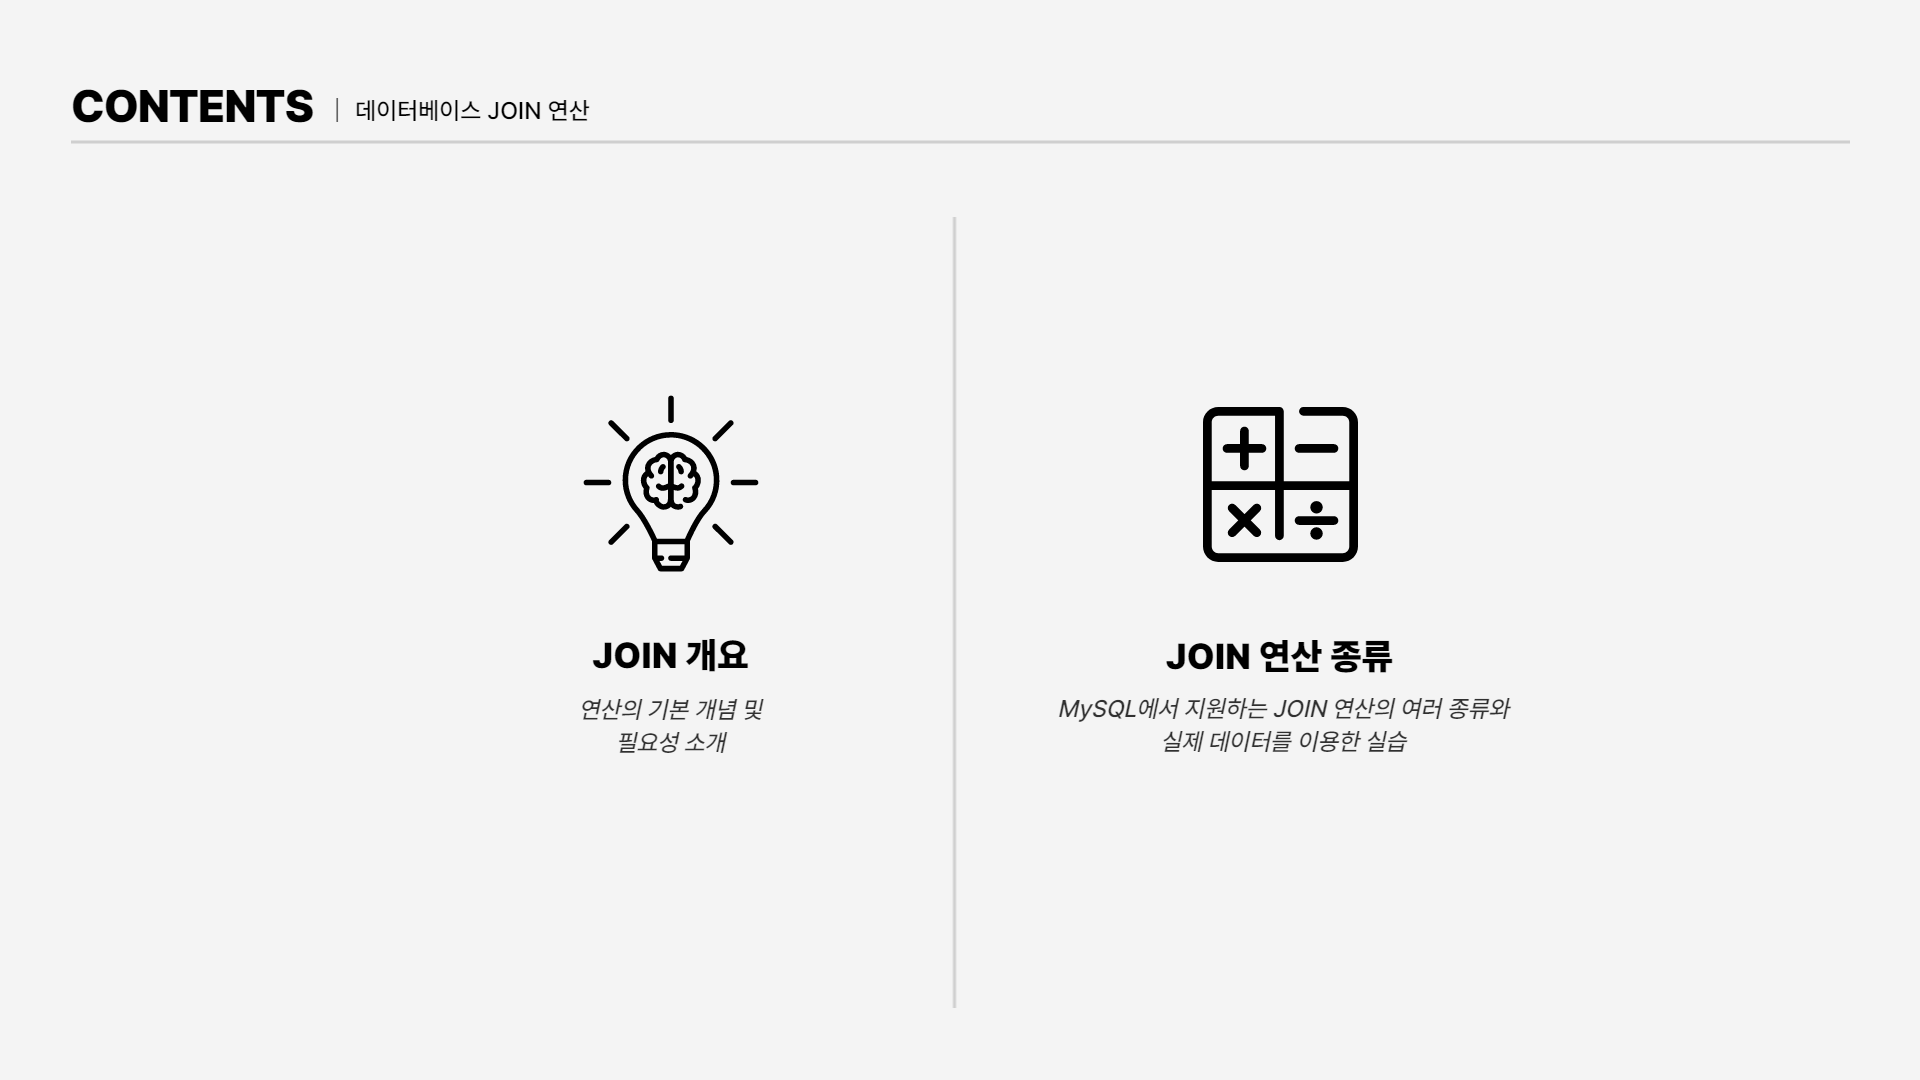 CONTENTS | 데이터베이스 JOIN 연산
JOIN 개요
연산의 기본 개념 및
필요성 소개
JOIN 연산 종류
MySQL에서 지원하는 JOIN 연산의 여러 종류와
실제 데이터를 이용한 실습